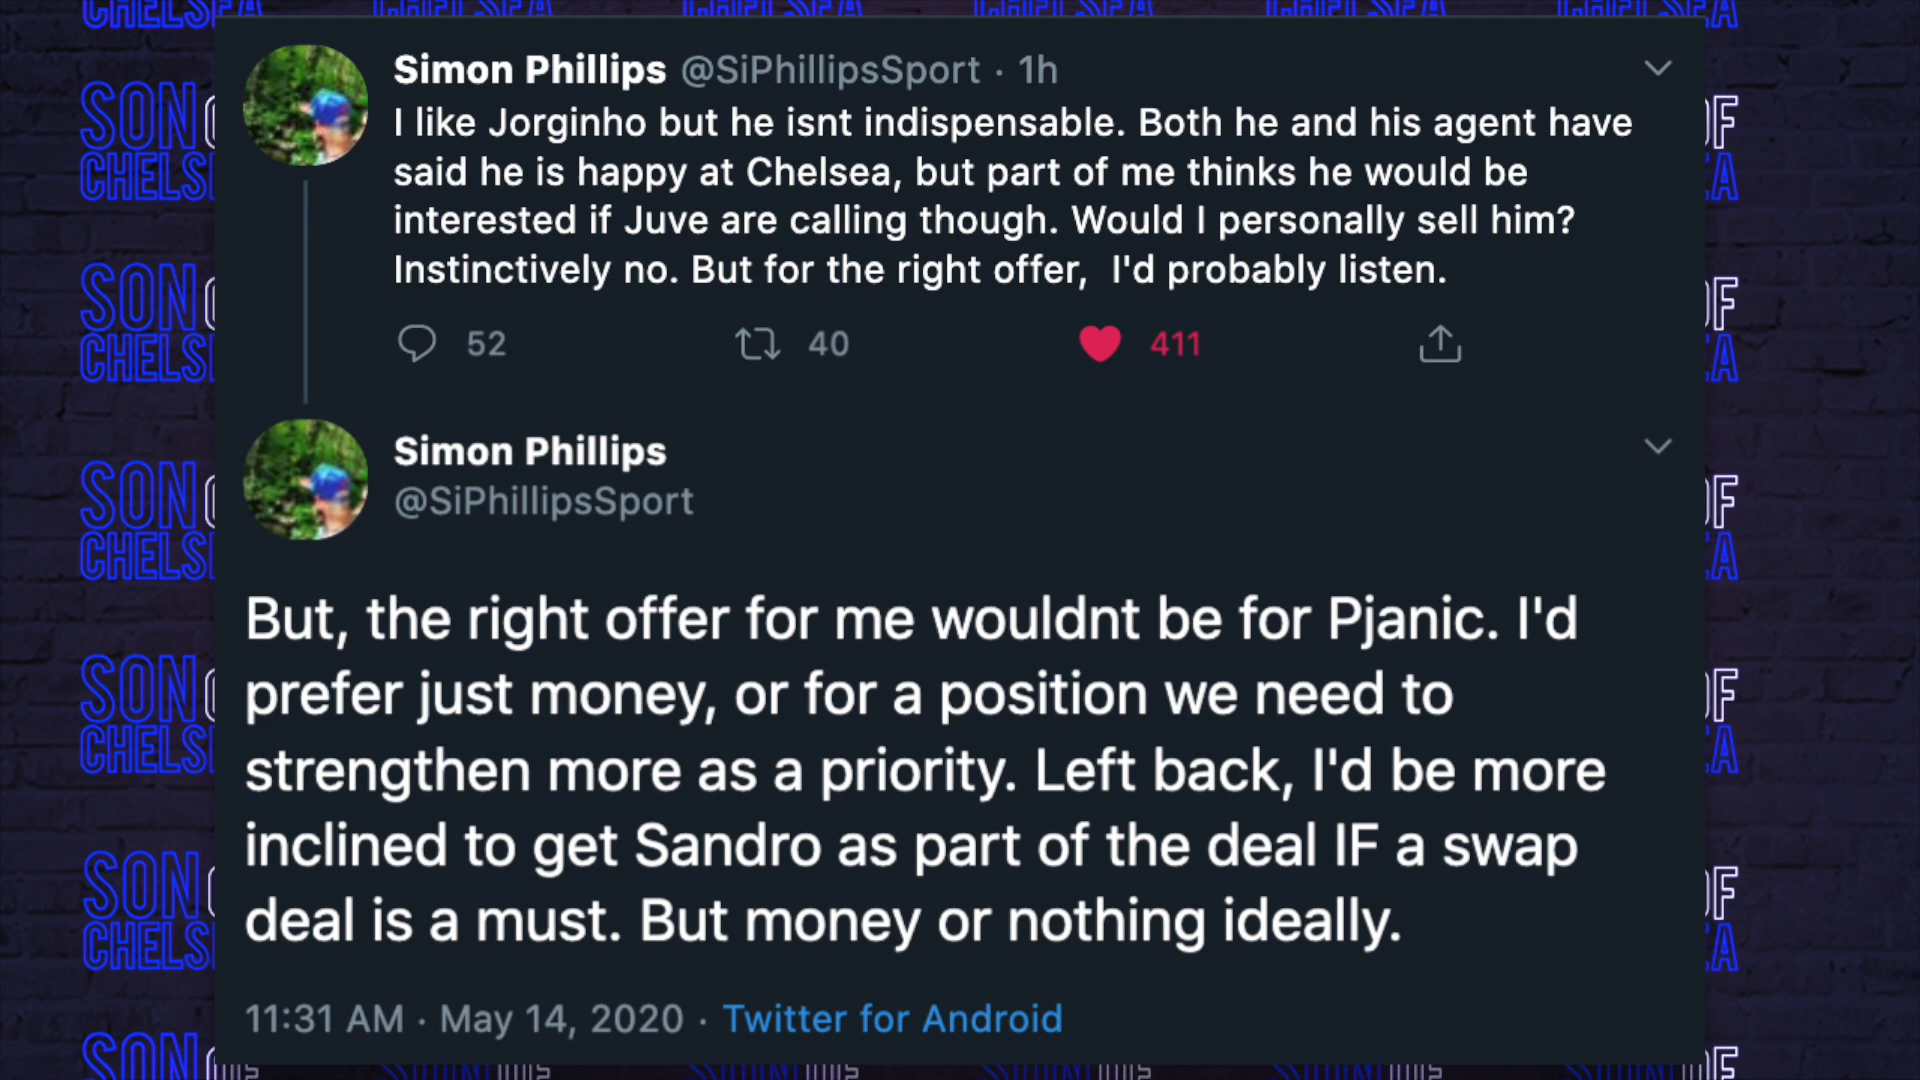 Simon Phillips @SiPhillipsSport · 1h
I like Jorginho but he isnt indispensable. Both he and his agent have
said he is happy at Chelsea, but part of me thinks he would be
interested if Juve are calling though. Would I personally sell him?
Instinctively no. But for the right offer,  I'd probably listen.
52 40 411
Simon Phillips
@SiPhillipsSport
But, the right offer for me wouldnt be for Pjanic. I'd
prefer just money, or for a position we need to
strengthen more as a priority. Left back, I'd be more
inclined to get Sandro as part of the deal IF a swap
deal is a must. But money or nothing ideally.
11:31 AM · May 14, 2020 · Twitter for Android